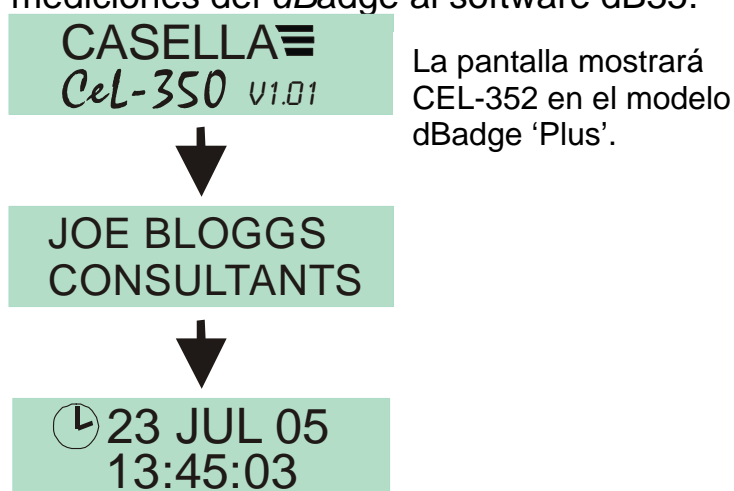 mediciones del dBadge al software dB35.
CASELLA
CeL-350 V1.01
La pantalla mostrará
CEL-352 en el modelo
dBadge ‘Plus’.
JOE BLOGGS
CONSULTANTS
23 JUL 05
13:45:03